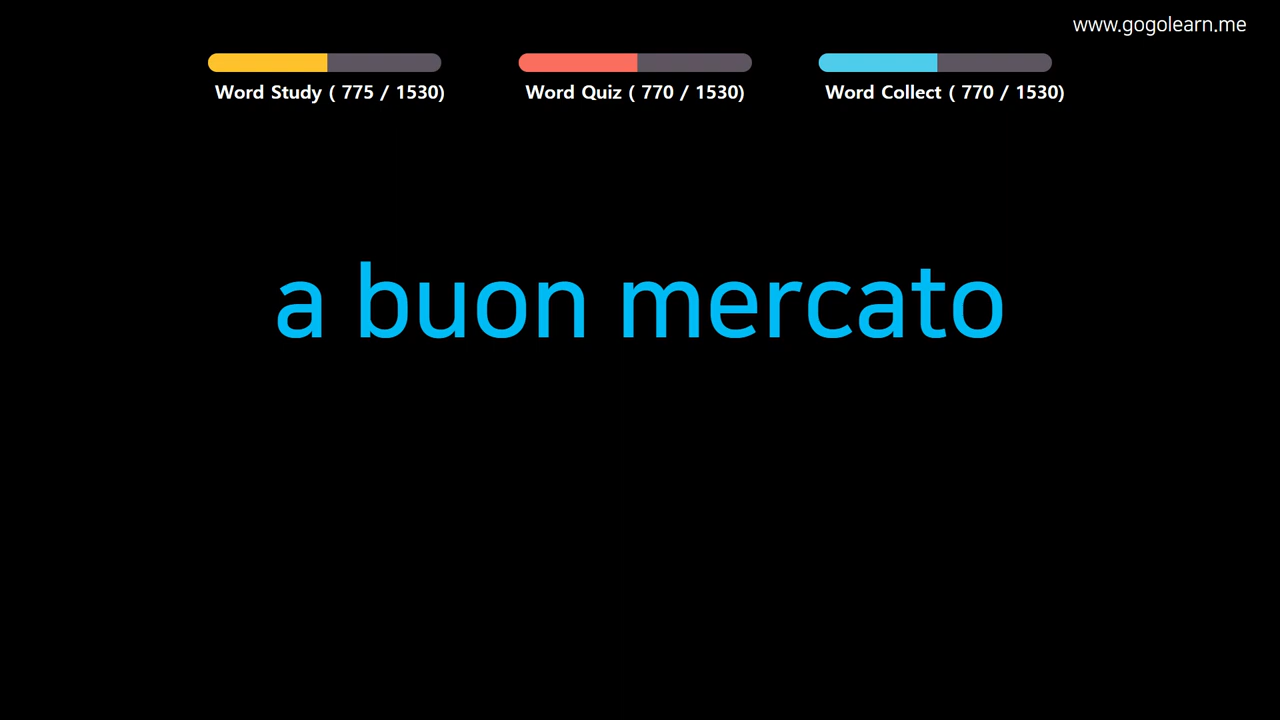 www.gogolearn.me
Word Study ( 775 / 1530)
Word Quiz ( 770 / 1530)
Word Collect ( 770 / 1530)
a buon mercato